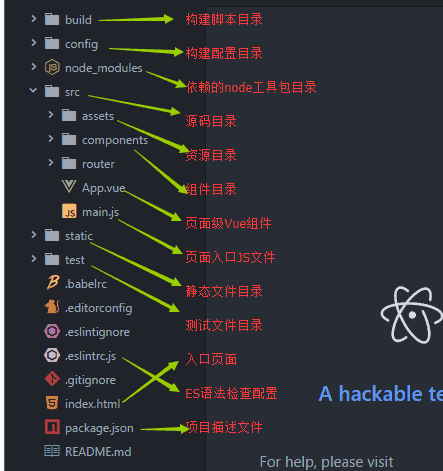 build 构建脚本目录
config 构建配置目录
node_modules 依赖的node工具包目录
src 源码目录
assets 资源目录
components 组件目录
router
App.vue 页面级Vue组件
main.js 页面入口JS文件
static 静态文件目录
test 测试文件目录
.babelrc
.editorconfig
.eslintignore 入口页面
.eslintrc.js ES语法检查配置
.gitignore
index.html A hackable te
package.json 项目描述文件
README.md
For help, please visit